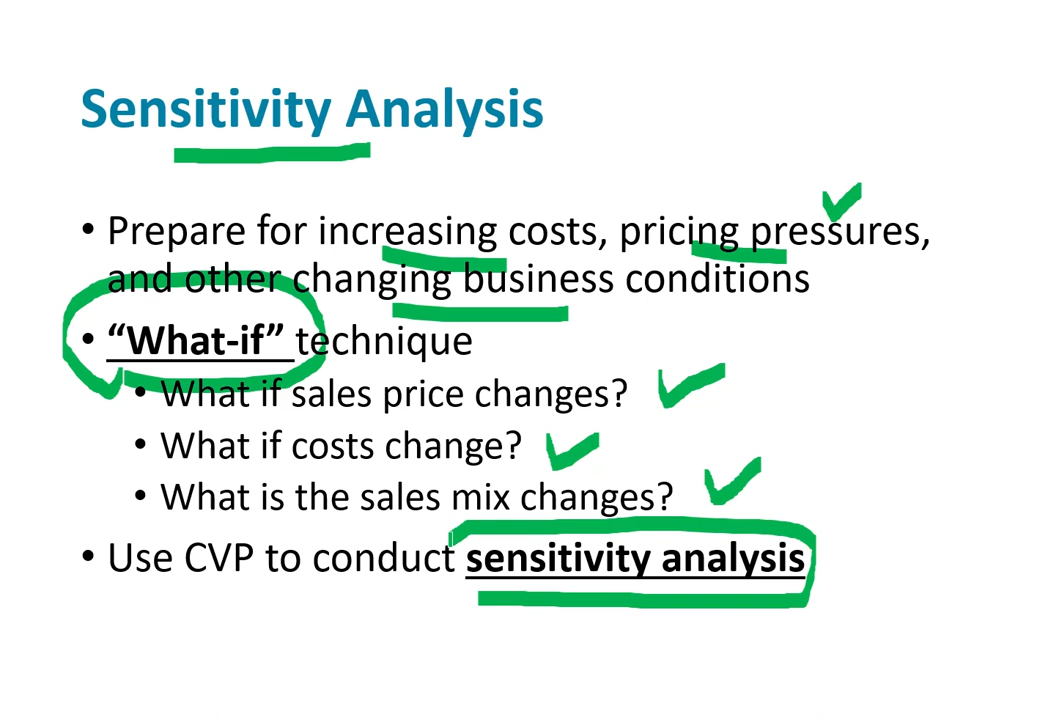 Sensitivity Analysis
• Prepare for increasing costs, pricing pressures,
and other changing business conditions
• “What-if” technique
• What if sales price changes?
• What if costs change?
• What is the sales mix changes?
• Use CVP to conduct sensitivity analysis